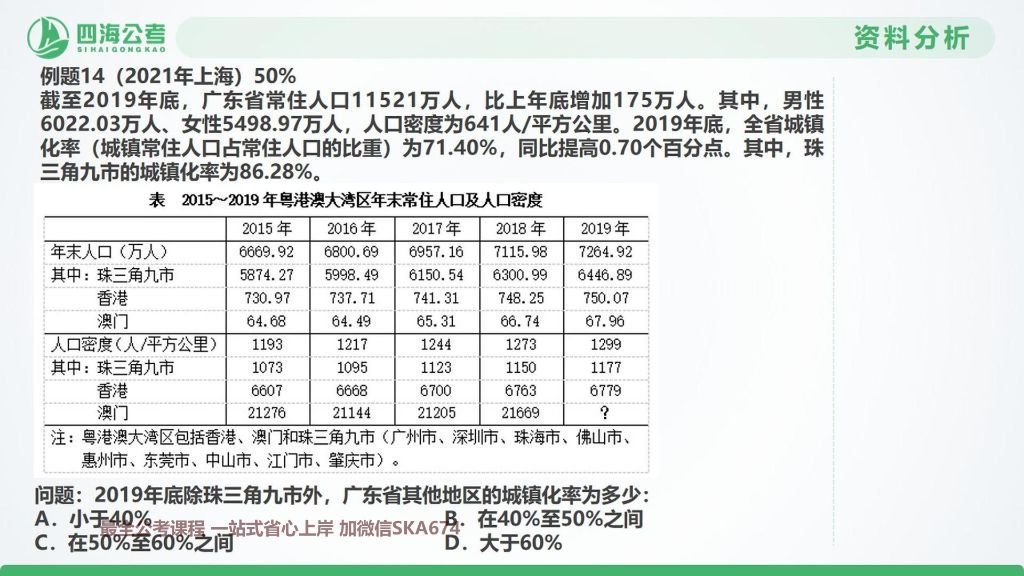 四海公考
SIHAIGONGKAO
资料分析
例题14（2021年上海）50%
截至2019年底，广东省常住人口11521万人，比上年底增加175万人。其中，男性
6022.03万人、女性5498.97万人，人口密度为641人/平方公里。2019年底，全省城镇
化率（城镇常住人口占常住人口的比重）为71.40%，同比提高0.70个百分点。其中，珠
三角九市的城镇化率为86.28%。
表 2015～2019年粤港澳大湾区年末常住人口及人口密度
2015年 2016年 2017年 2018年 2019年
年末人口（万人） 6669.92 6800.69 6957.16 7115.98 7264.92
其中：珠三角九市 5874.27 5998.49 6150.54 6300.99 6446.89
香港 730.97 737.71 741.31 748.25 750.07
澳门 64.68 64.49 65.31 66.74 67.96
人口密度（人/平方公里） 1193 1217 1244 1273 1299
其中：珠三角九市 1073 1095 1123 1150 1177
香港 6607 6668 6700 6763 6779
澳门 21276 21144 21205 21669 ?
注：粤港澳大湾区包括香港、澳门和珠三角九市（广州市、深圳市、珠海市、佛山市、
惠州市、东莞市、中山市、江门市、肇庆市）。
问题：2019年底除珠三角九市外，广东省其他地区的城镇化率为多少：
A．小于40% B．在40%至50%之间
最全公考课程 一站式省心上岸 加微信SKA674
C．在50%至60%之间 D．大于60%